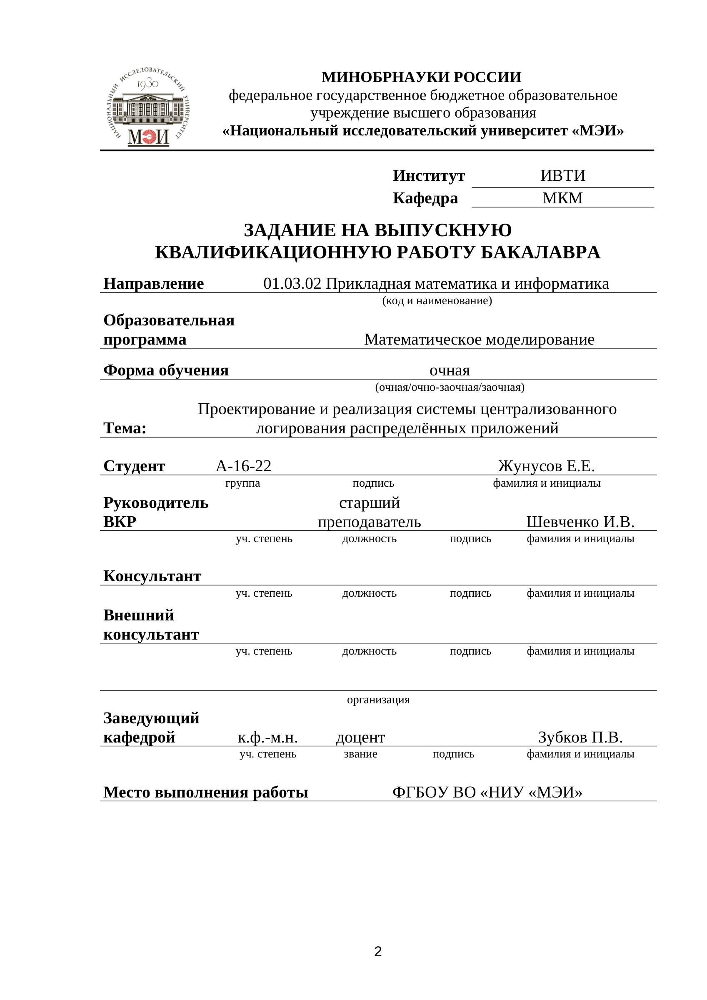 НАЦИОНАЛЬНЫЙ ИССЛЕДОВАТЕЛЬСКИЙ УНИВЕРСИТЕТ
1930
МЭИ
МИНОБРНАУКИ РОССИИ
федеральное государственное бюджетное образовательное
учреждение высшего образования
«Национальный исследовательский университет «МЭИ»
Институт ИВТИ
Кафедра МКМ
ЗАДАНИЕ НА ВЫПУСКНУЮ
КВАЛИФИКАЦИОННУЮ РАБОТУ БАКАЛАВРА
Направление 01.03.02 Прикладная математика и информатика
(код и наименование)
Образовательная
программа Математическое моделирование
Форма обучения очная
(очная/очно-заочная/заочная)
Проектирование и реализация системы централизованного
Тема: логирования распределённых приложений
Студент А-16-22 Жунусов Е.Е.
группа подпись фамилия и инициалы
Руководитель старший
ВКР преподаватель Шевченко И.В.
уч. степень должность подпись фамилия и инициалы
Консультант
уч. степень должность подпись фамилия и инициалы
Внешний
консультант
уч. степень должность подпись фамилия и инициалы
организация
Заведующий
кафедрой к.ф.-м.н. доцент Зубков П.В.
уч. степень звание подпись фамилия и инициалы
Место выполнения работы ФГБОУ ВО «НИУ «МЭИ»
2